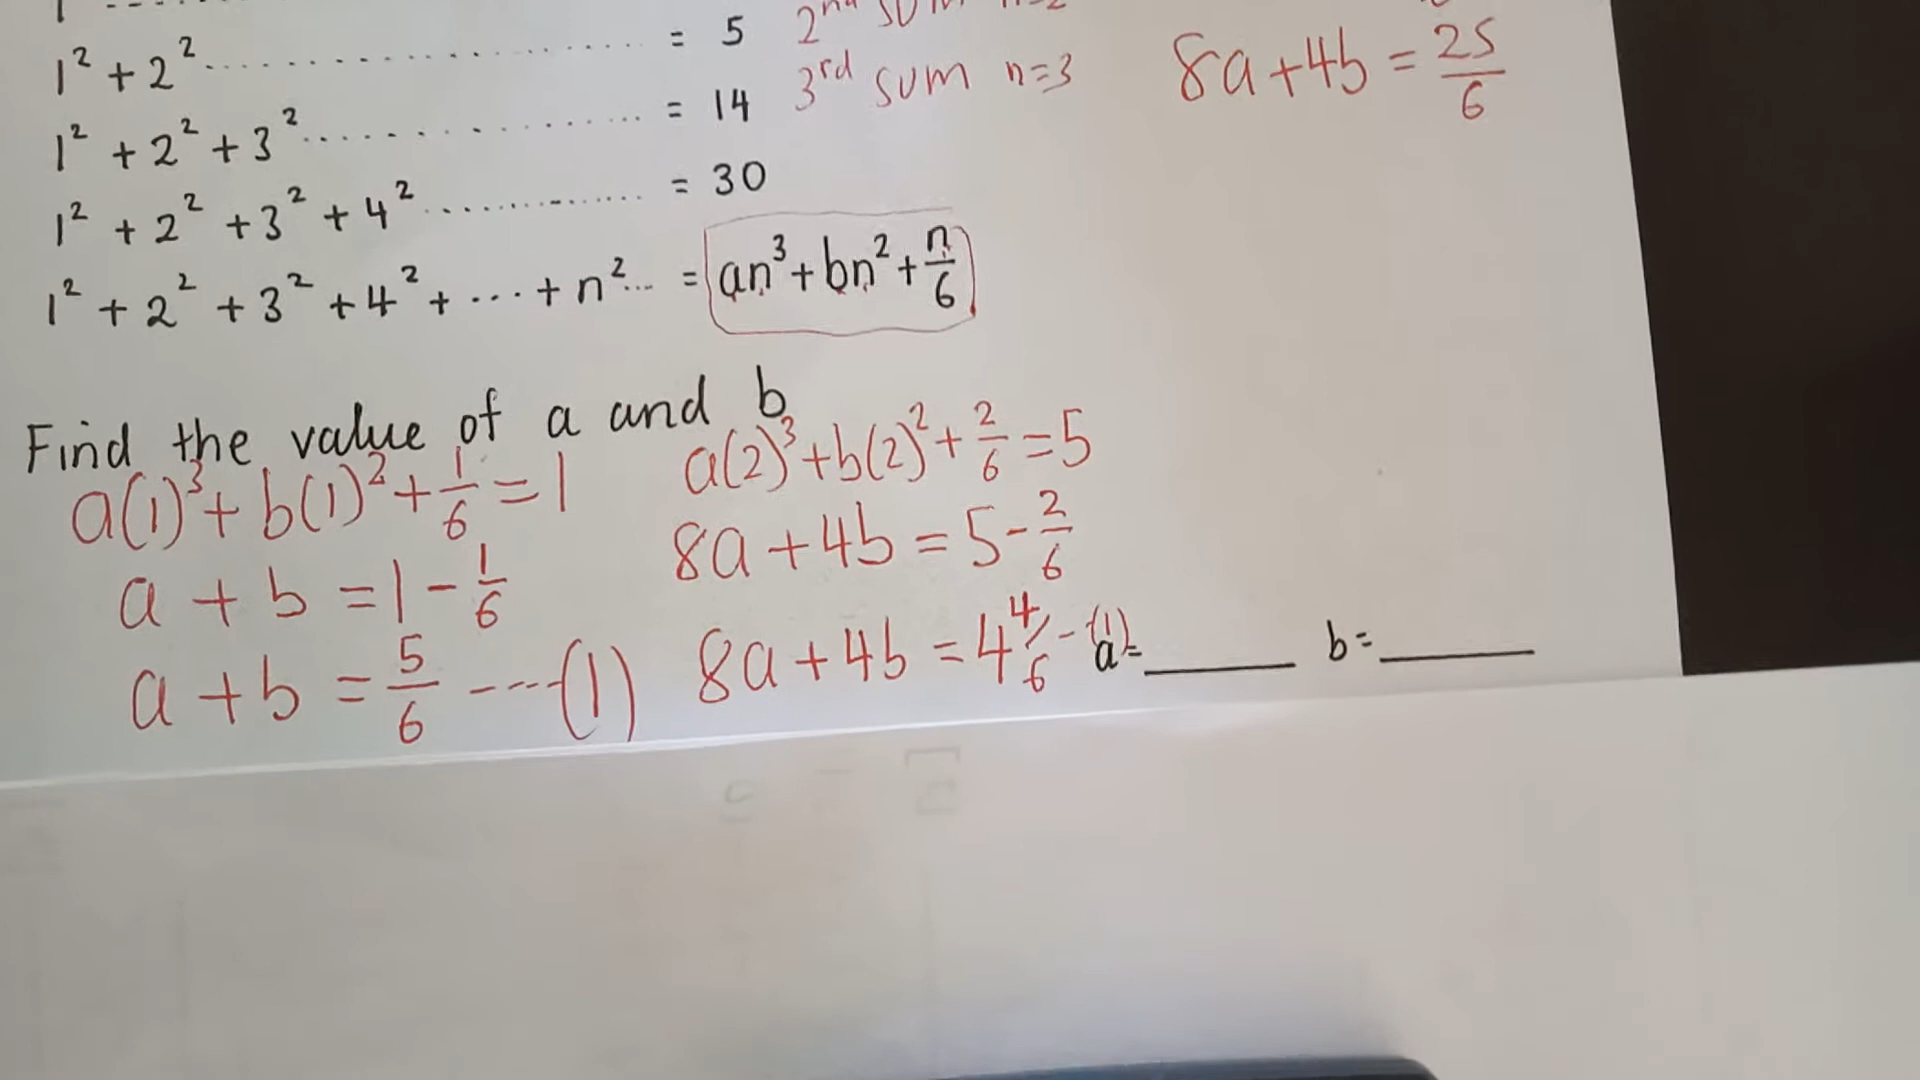 1² + 2² ........................ = 5 2nd sum n=2
1² + 2² + 3² .................. = 14 3rd sum n=3
1² + 2² + 3² + 4² ............... = 30
1² + 2² + 3² + 4² + ... + n² ... = an³ + bn² + n/6
8a + 4b = 25/6
Find the value of a and b
a(1)³ + b(1)² + 1/6 = 1
a + b = 1 - 1/6
a + b = 5/6 ----(1)
a(2)³ + b(2)² + 2/6 = 5
8a + 4b = 5 - 2/6
8a + 4b = 4 4/6 - (1)
a = ______ b = ______